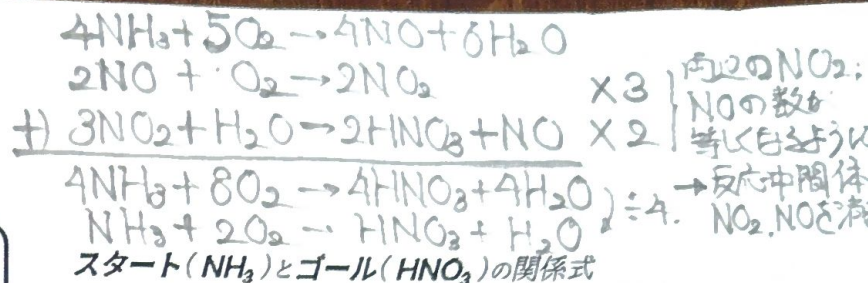 4NH₃+5O₂→4NO+6H₂O
2NO + O₂→2NO₂ ×3
+) 3NO₂+H₂O→2HNO₃+NO ×2
両辺のNO₂,
NOの数が
等しくなるように
4NH₃+8O₂→4HNO₃+4H₂O
NH₃+2O₂→HNO₃+H₂O
÷4.
→反応中間体
NO₂,NOを消
スタート(NH₃)とゴール(HNO₃)の関係式